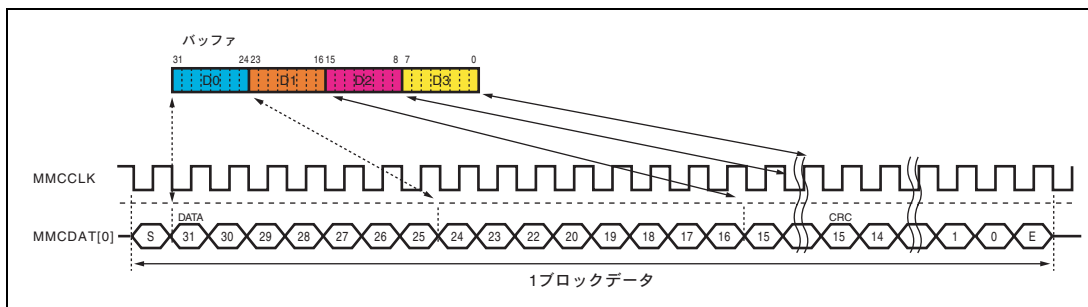 バッファ
31 24 23 16 15 8 7 0
D0 D1 D2 D3
MMCCLK
DATA CRC
MMCDAT[0] S 31 30 29 28 27 26 25 24 23 22 20 19 18 17 16 15 15 14 1 0 E
1ブロックデータ